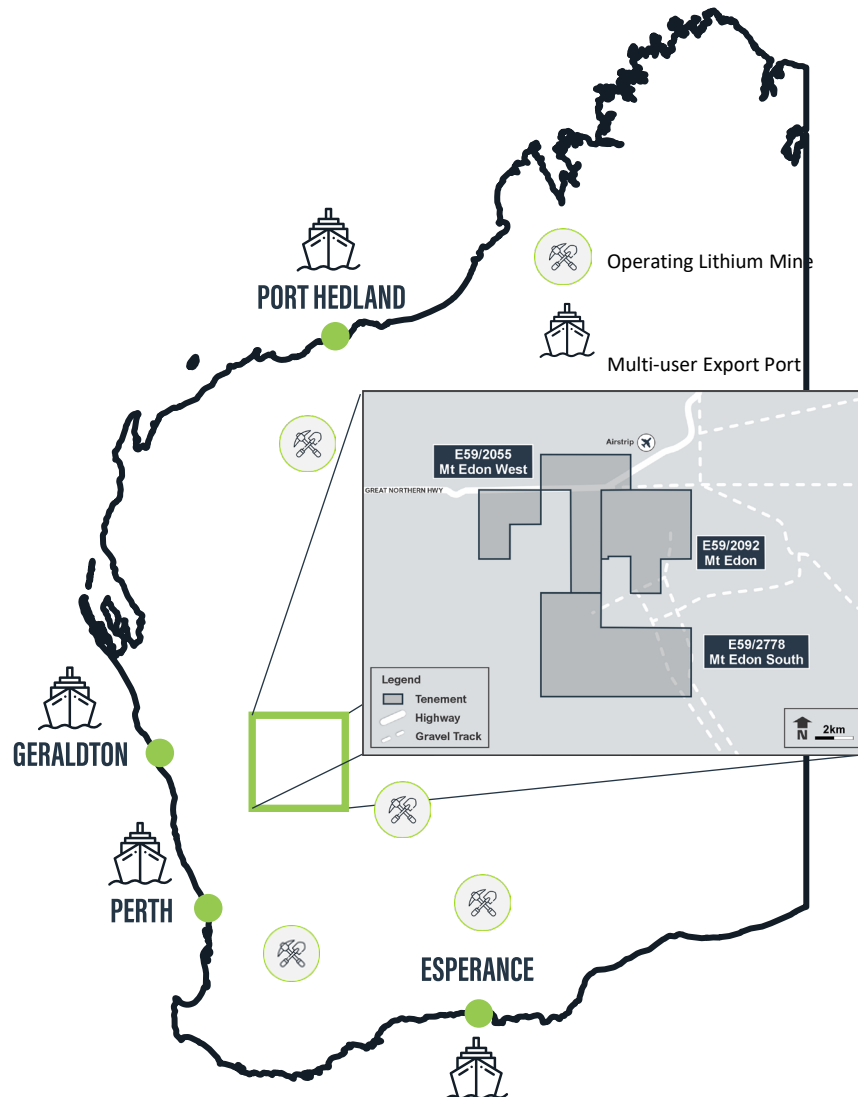 PORT HEDLAND
Operating Lithium Mine
Multi-user Export Port
Airstrip
E59/2055
Mt Edon West
GREAT NORTHERN HWY
E59/2092
Mt Edon
E59/2778
Mt Edon South
Legend
Tenement
Highway
Gravel Track
N
2km
GERALDTON
PERTH
ESPERANCE